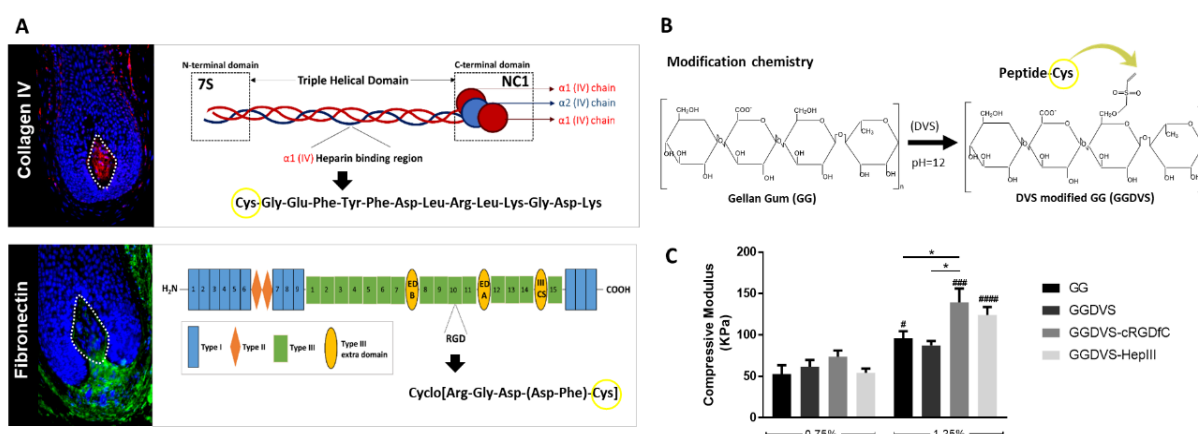 A
Collagen IV
N-terminal domain
7S
Triple Helical Domain
C-terminal domain
NC1
α1 (IV) chain
α2 (IV) chain
α1 (IV) chain
α1 (IV) Heparin binding region
Cys-Gly-Glu-Phe-Tyr-Phe-Asp-Leu-Arg-Leu-Lys-Gly-Asp-Lys
Fibronectin
H₂N
1 2 3 4 5 6 7 8 9 1 2 3 4 5 6 7 ED B 8 9 10 11 ED A 12 13 14 III CS 15
COOH
RGD
Type I
Type II
Type III
Type III
extra domain
Cyclo[Arg-Gly-Asp-(Asp-Phe)-Cys]
B
Modification chemistry
Peptide-Cys
(DVS)
pH=12
Gellan Gum (GG)
DVS modified GG (GGDVS)
C
Compressive Modulus
(KPa)
200
150
100
50
0
*
*
#
###
####
0.75%
1.25%
GG
GGDVS
GGDVS-cRGDfC
GGDVS-HepIII